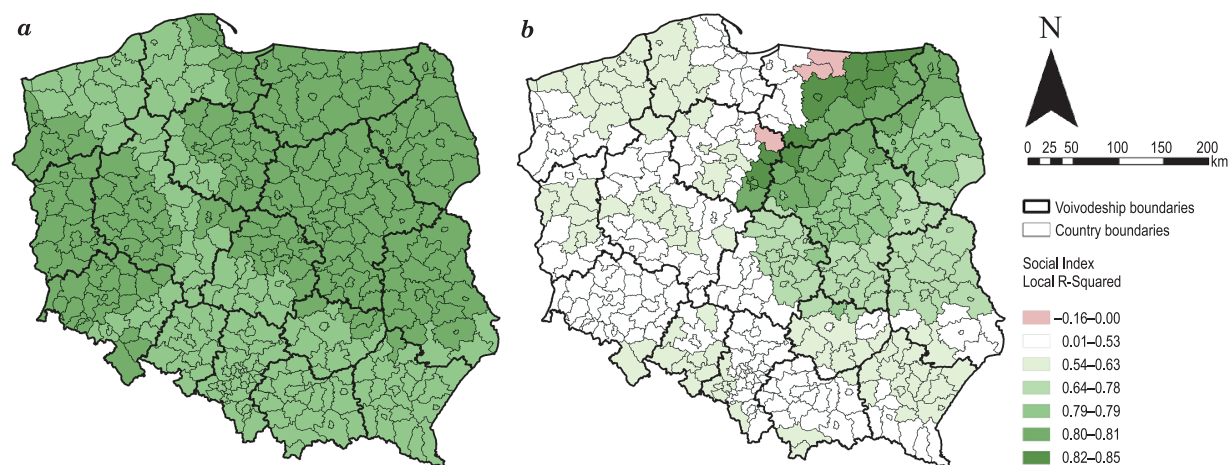 a
b
N
0 25 50 100 150 200
km
Voivodeship boundaries
Country boundaries
Social Index
Local R-Squared
–0.16–0.00
0.01–0.53
0.54–0.63
0.64–0.78
0.79–0.79
0.80–0.81
0.82–0.85